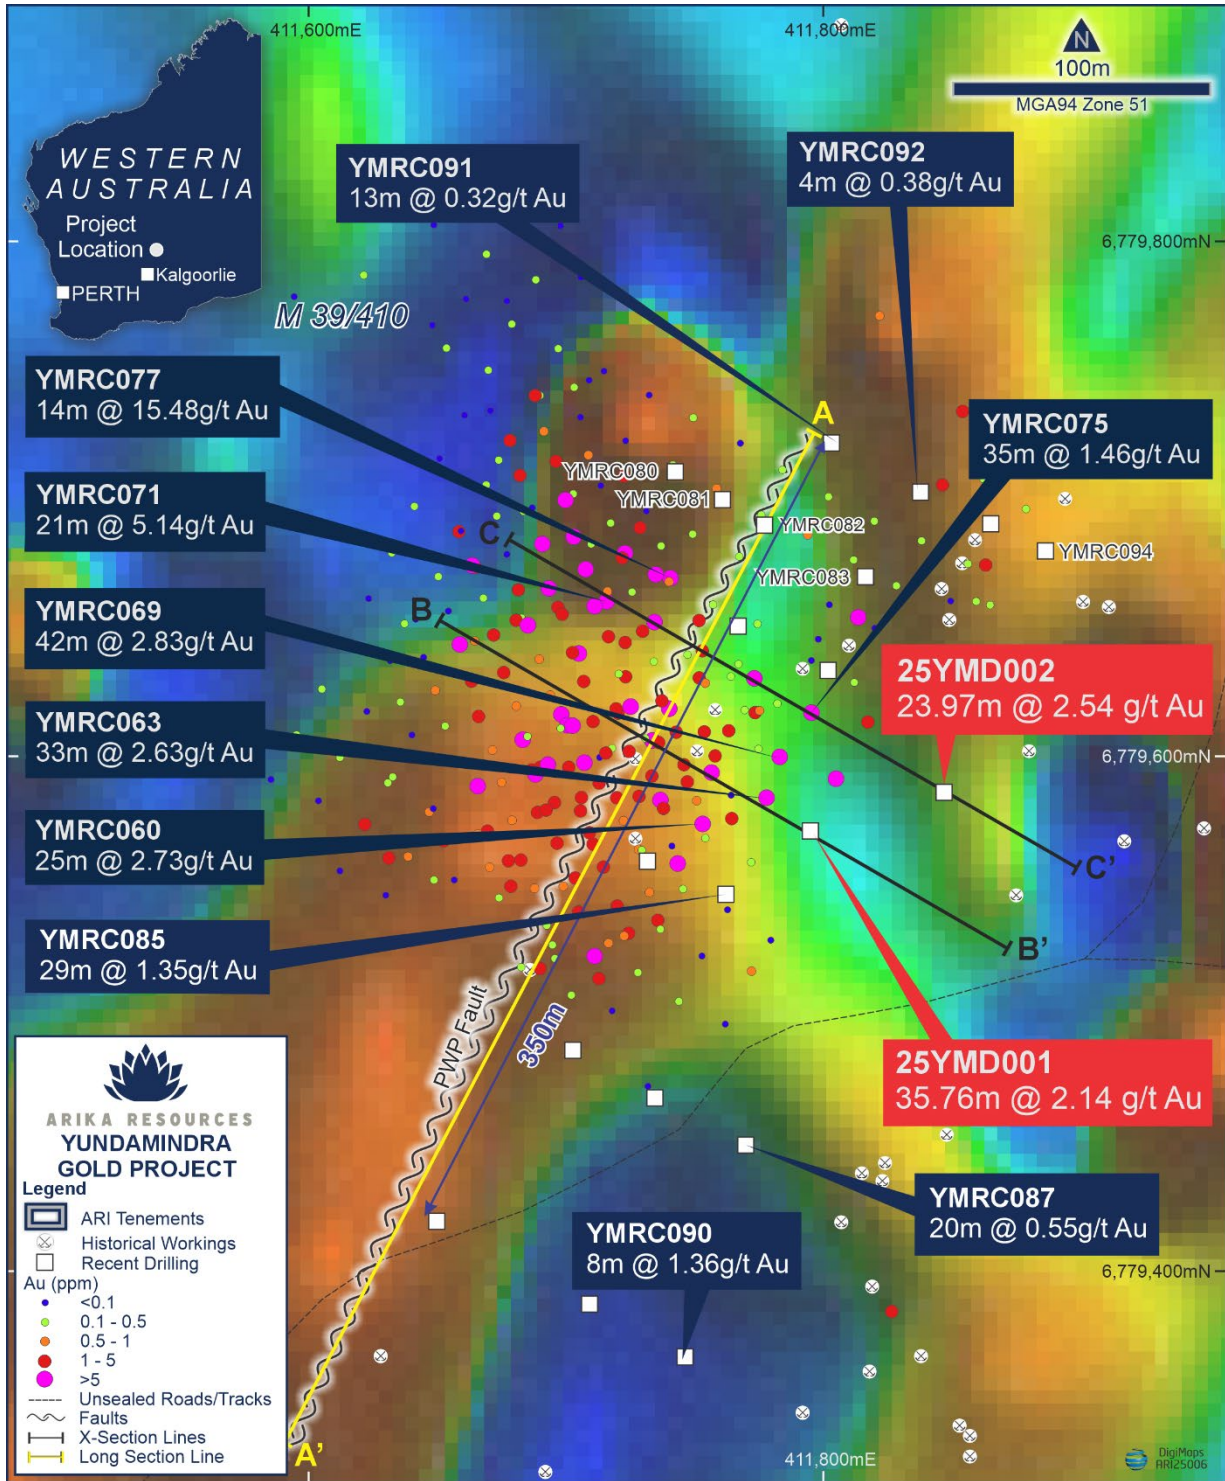 411,600mE
411,800mE
N
100m
MGA94 Zone 51
WESTERN
AUSTRALIA
Project
Location
Kalgoorlie
PERTH
M 39/410
YMRC091
13m @ 0.32g/t Au
YMRC092
4m @ 0.38g/t Au
6,779,800mN
YMRC077
14m @ 15.48g/t Au
YMRC075
35m @ 1.46g/t Au
A
YMRC080
YMRC081
YMRC082
YMRC083
YMRC094
YMRC071
21m @ 5.14g/t Au
C
B
YMRC069
42m @ 2.83g/t Au
25YMD002
23.97m @ 2.54 g/t Au
YMRC063
33m @ 2.63g/t Au
6,779,600mN
YMRC060
25m @ 2.73g/t Au
C'
B'
YMRC085
29m @ 1.35g/t Au
PWP Fault
350m
25YMD001
35.76m @ 2.14 g/t Au
YMRC087
20m @ 0.55g/t Au
YMRC090
8m @ 1.36g/t Au
6,779,400mN
A'
411,800mE
ARIKA RESOURCES
YUNDAMINDRA
GOLD PROJECT
Legend
ARI Tenements
Historical Workings
Recent Drilling
Au (ppm)
<0.1
0.1 - 0.5
0.5 - 1
1 - 5
>5
Unsealed Roads/Tracks
Faults
X-Section Lines
Long Section Line
DigiMaps
ARI25006